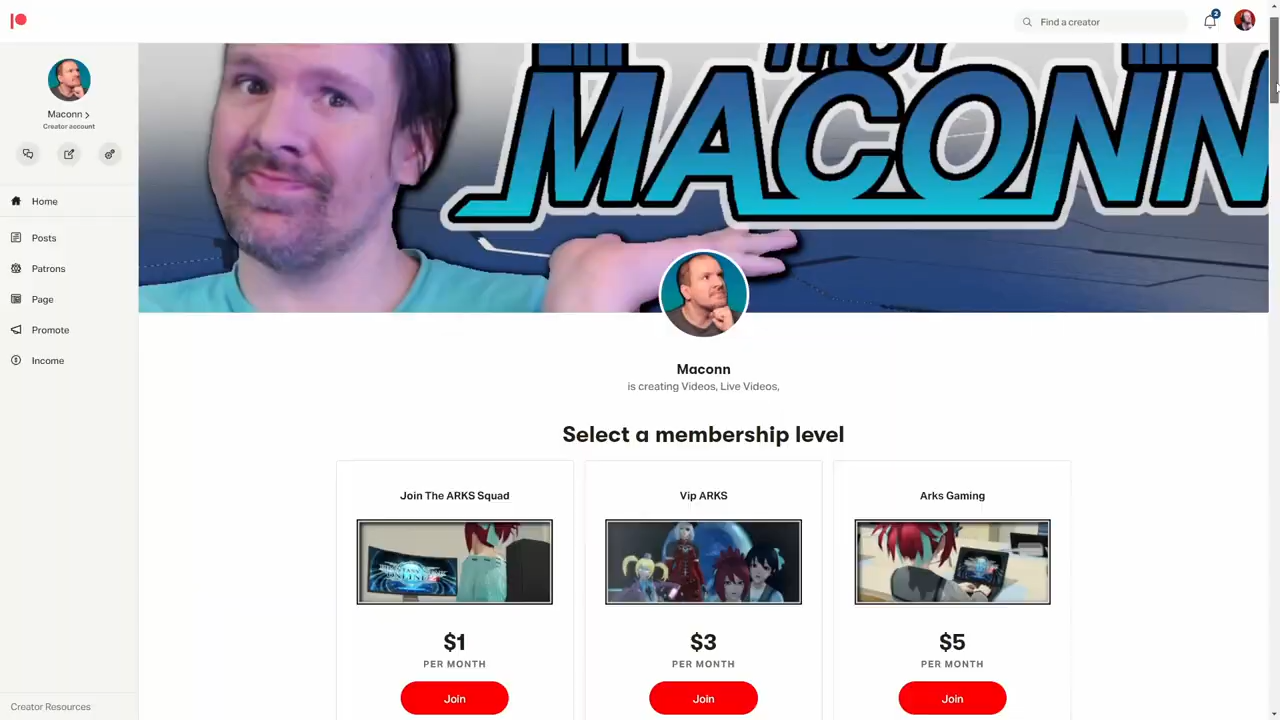 Find a creator
2
THOT
MACONN
Maconn
Creator account
Home
Posts
Patrons
Page
Promote
Income
Creator Resources
Maconn
is creating Videos, Live Videos,
Select a membership level
Join The ARKS Squad
Vip ARKS
Arks Gaming
$1
PER MONTH
Join
$3
PER MONTH
Join
$5
PER MONTH
Join